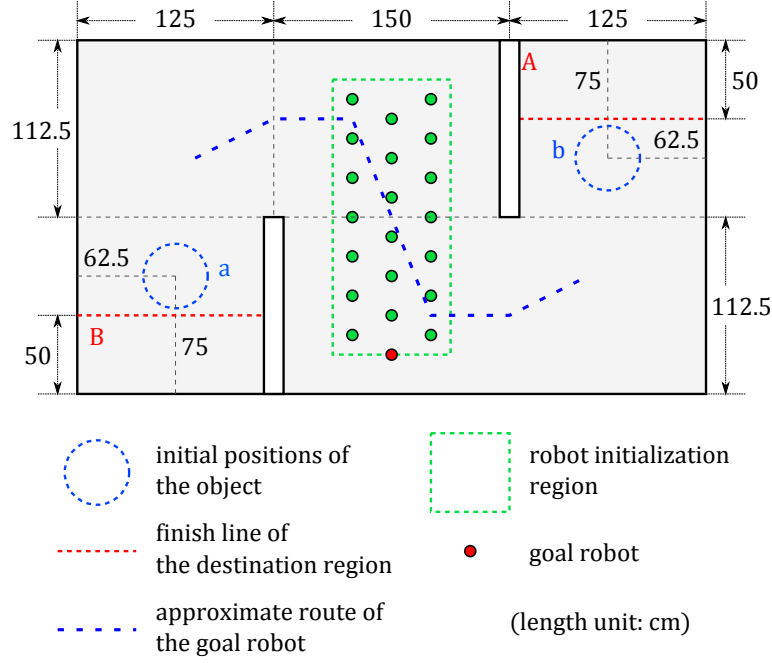 125
150
125
A
75
50
112.5
b
62.5
62.5
a
112.5
B
75
50
initial positions of
the object
robot initialization
region
finish line of
the destination region
goal robot
approximate route of
the goal robot
(length unit: cm)